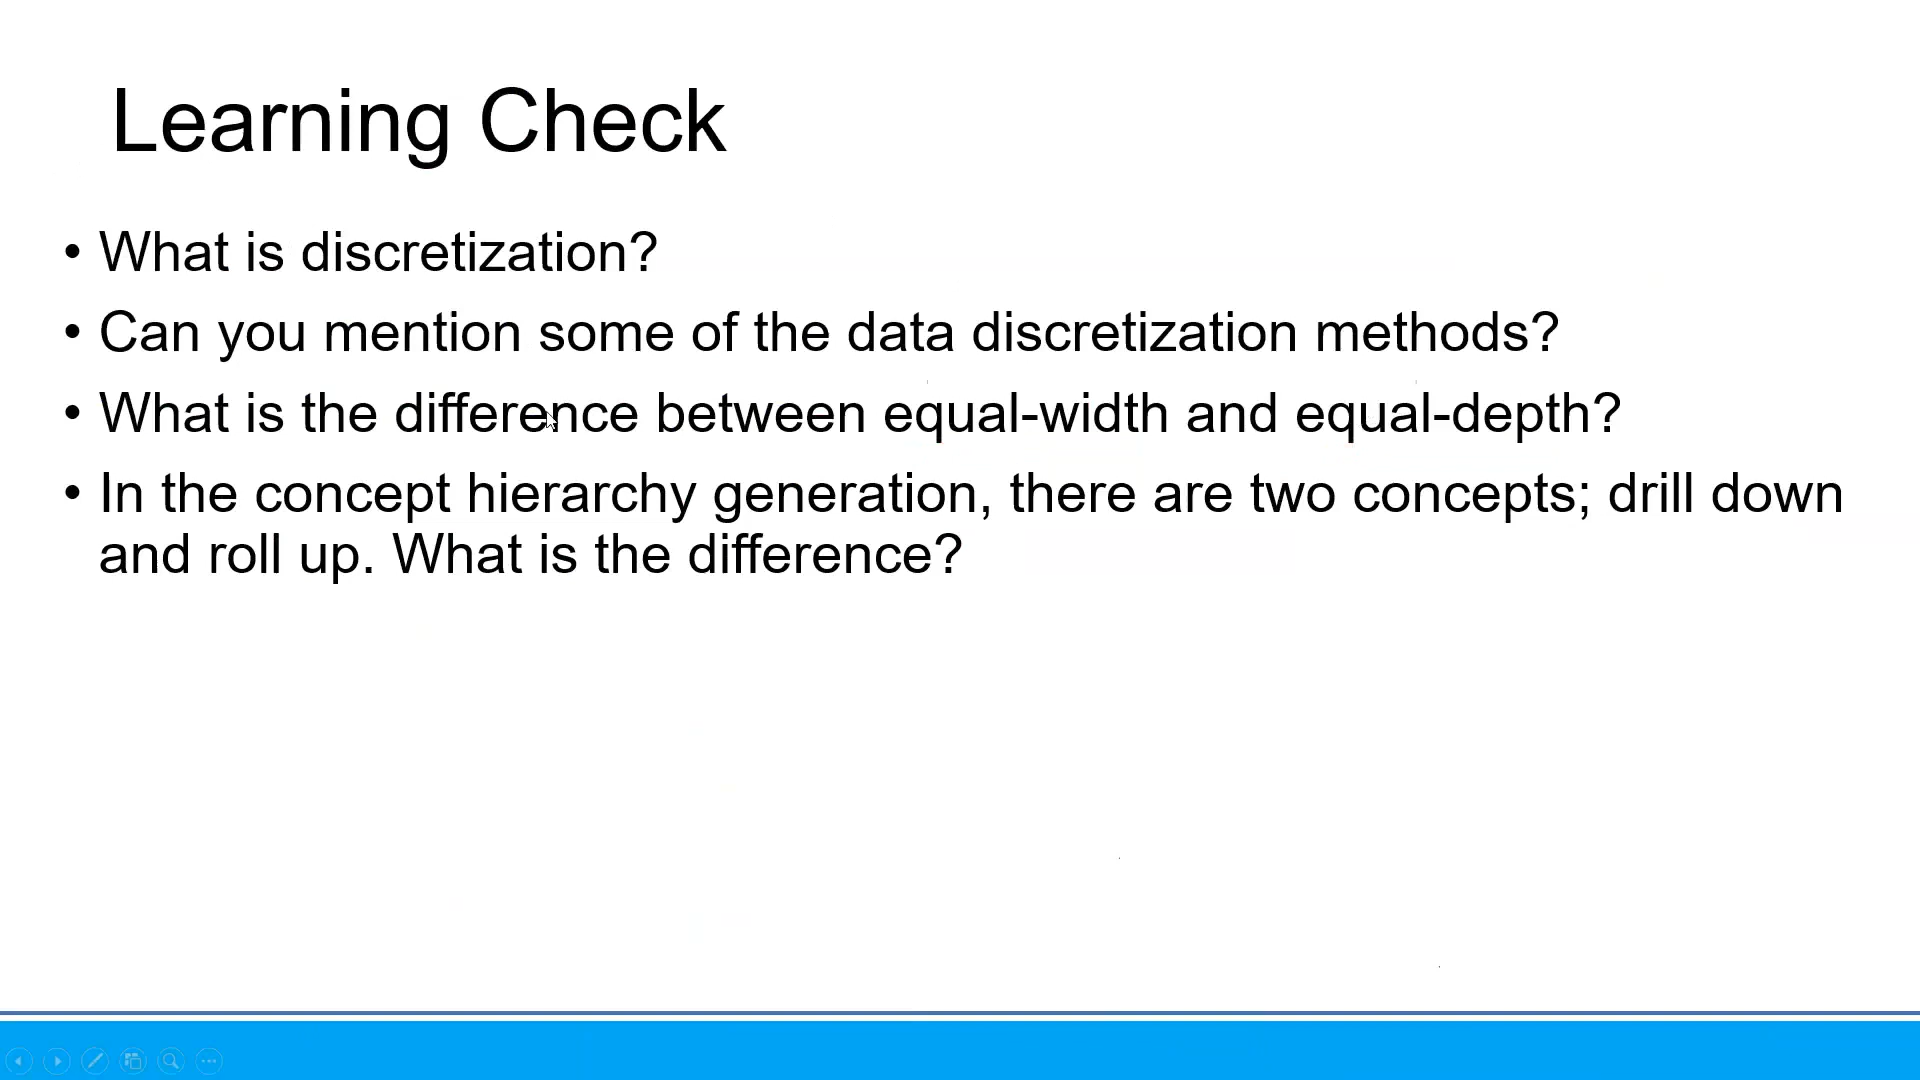 Learning Check
• What is discretization?
• Can you mention some of the data discretization methods?
• What is the difference between equal-width and equal-depth?
• In the concept hierarchy generation, there are two concepts; drill down
and roll up. What is the difference?